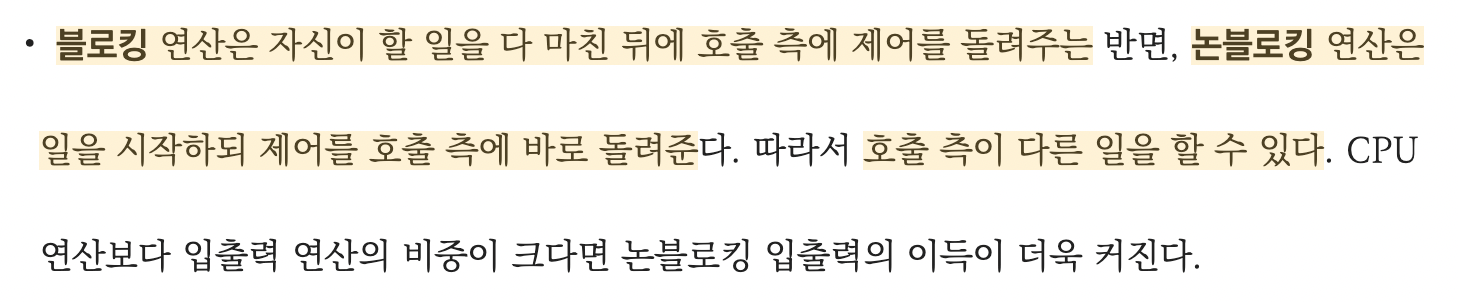 • 블로킹 연산은 자신이 할 일을 다 마친 뒤에 호출 측에 제어를 돌려주는 반면, 논블로킹 연산은
일을 시작하되 제어를 호출 측에 바로 돌려준다. 따라서 호출 측이 다른 일을 할 수 있다. CPU
연산보다 입출력 연산의 비중이 크다면 논블로킹 입출력의 이득이 더욱 커진다.